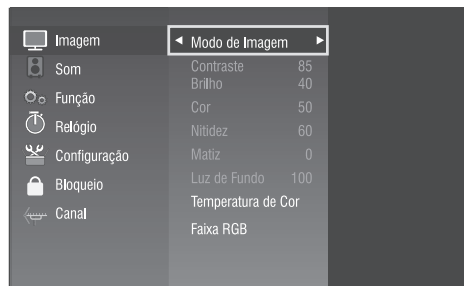 Imagem
Som
Função
Relógio
Configuração
Bloqueio
Canal
Modo de Imagem
Contraste 85
Brilho 40
Cor 50
Nitidez 60
Matiz 0
Luz de Fundo 100
Temperatura de Cor
Faixa RGB